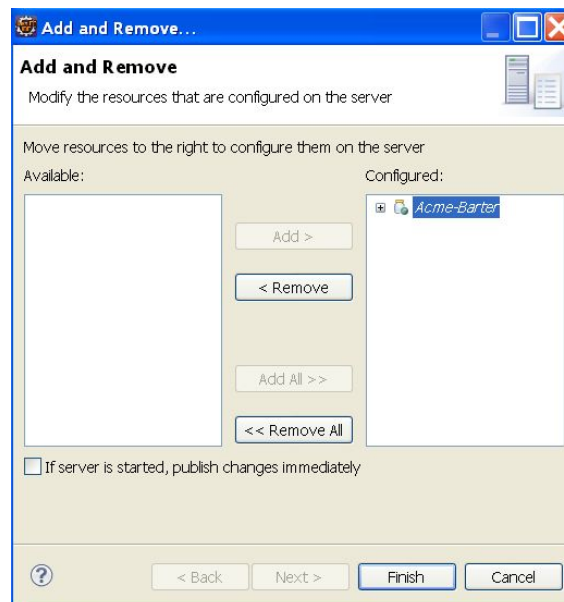 Add and Remove...
Add and Remove
Modify the resources that are configured on the server
Move resources to the right to configure them on the server
Available:
Configured:
Acme-Barter
Add >
< Remove
Add All >>
<< Remove All
If server is started, publish changes immediately
?
< Back
Next >
Finish
Cancel